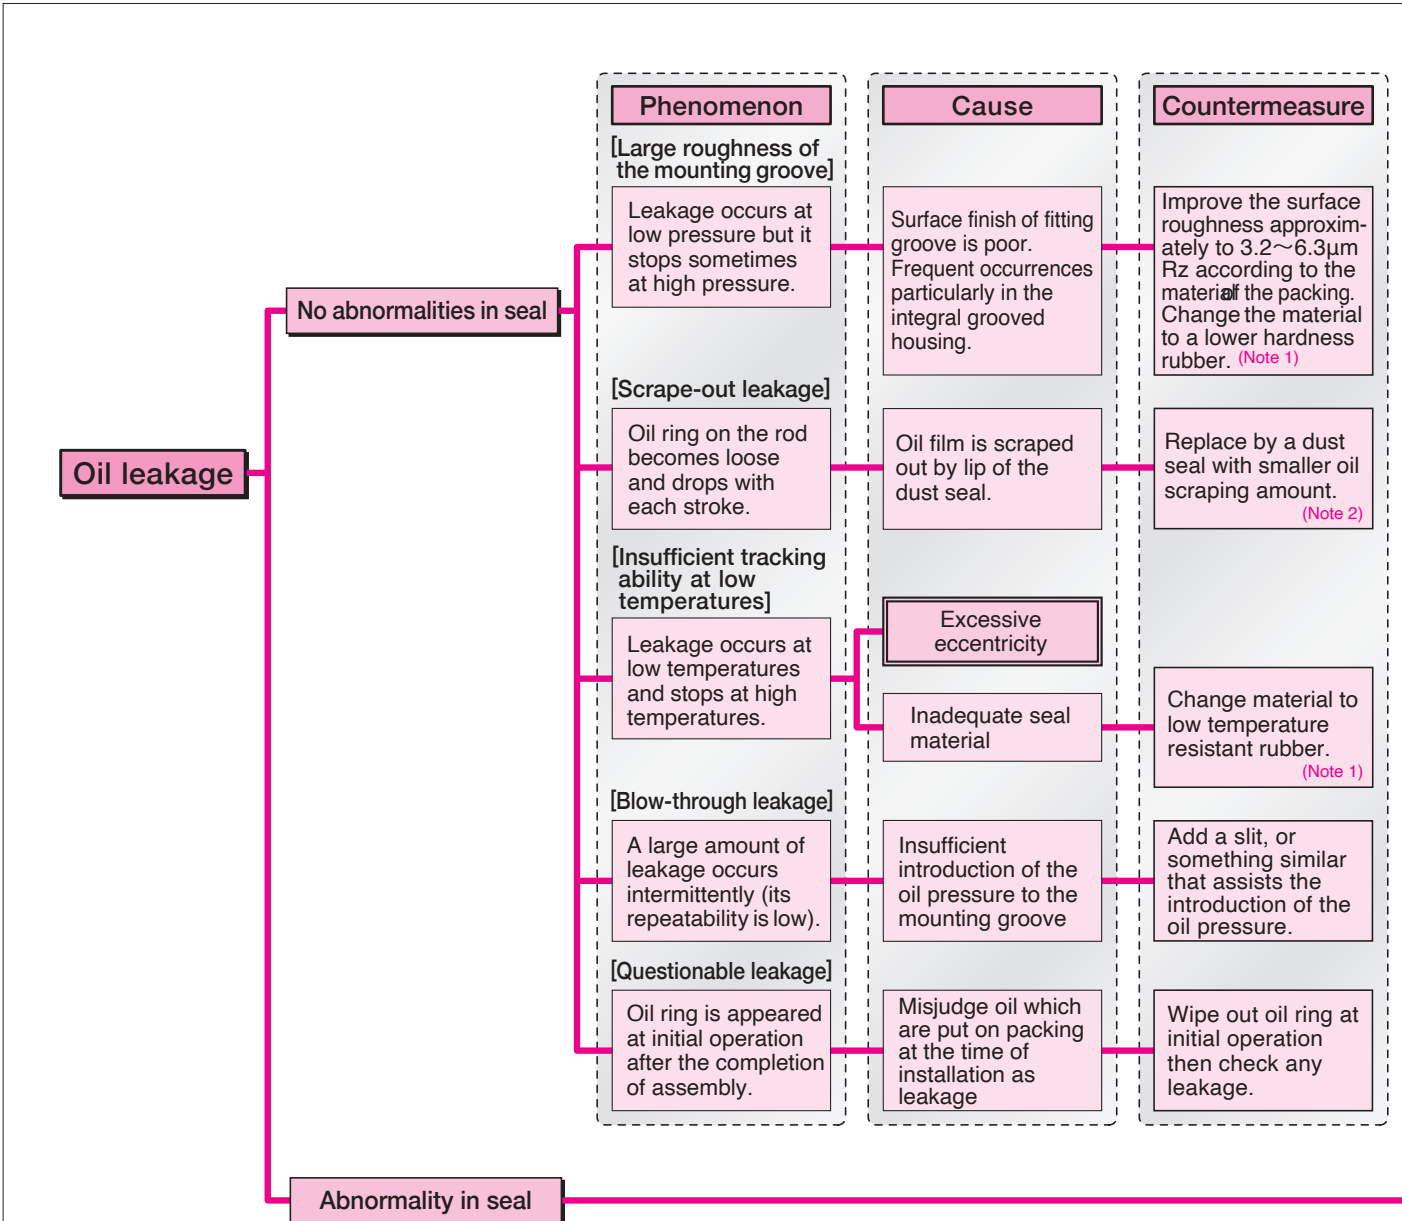 Phenomenon
Cause
Countermeasure
[Large roughness of
the mounting groove]
Leakage occurs at
low pressure but it
stops sometimes
at high pressure.
Surface finish of fitting
groove is poor.
Frequent occurrences
particularly in the
integral grooved
housing.
Improve the surface
roughness approxim-
ately to 3.2～6.3μm
Rz according to the
material of the packing.
Change the material
to a lower hardness
rubber. (Note 1)
No abnormalities in seal
[Scrape-out leakage]
Oil ring on the rod
becomes loose
and drops with
each stroke.
Oil film is scraped
out by lip of the
dust seal.
Replace by a dust
seal with smaller oil
scraping amount.
(Note 2)
Oil leakage
[Insufficient tracking
ability at low
temperatures]
Leakage occurs at
low temperatures
and stops at high
temperatures.
Excessive
eccentricity
Inadequate seal
material
Change material to
low temperature
resistant rubber.
(Note 1)
[Blow-through leakage]
A large amount of
leakage occurs
intermittently (its
repeatability is low).
Insufficient
introduction of the
oil pressure to the
mounting groove
Add a slit, or
something similar
that assists the
introduction of the
oil pressure.
[Questionable leakage]
Oil ring is appeared
at initial operation
after the completion
of assembly.
Misjudge oil which
are put on packing
at the time of
installation as
leakage
Wipe out oil ring at
initial operation
then check any
leakage.
Abnormality in seal